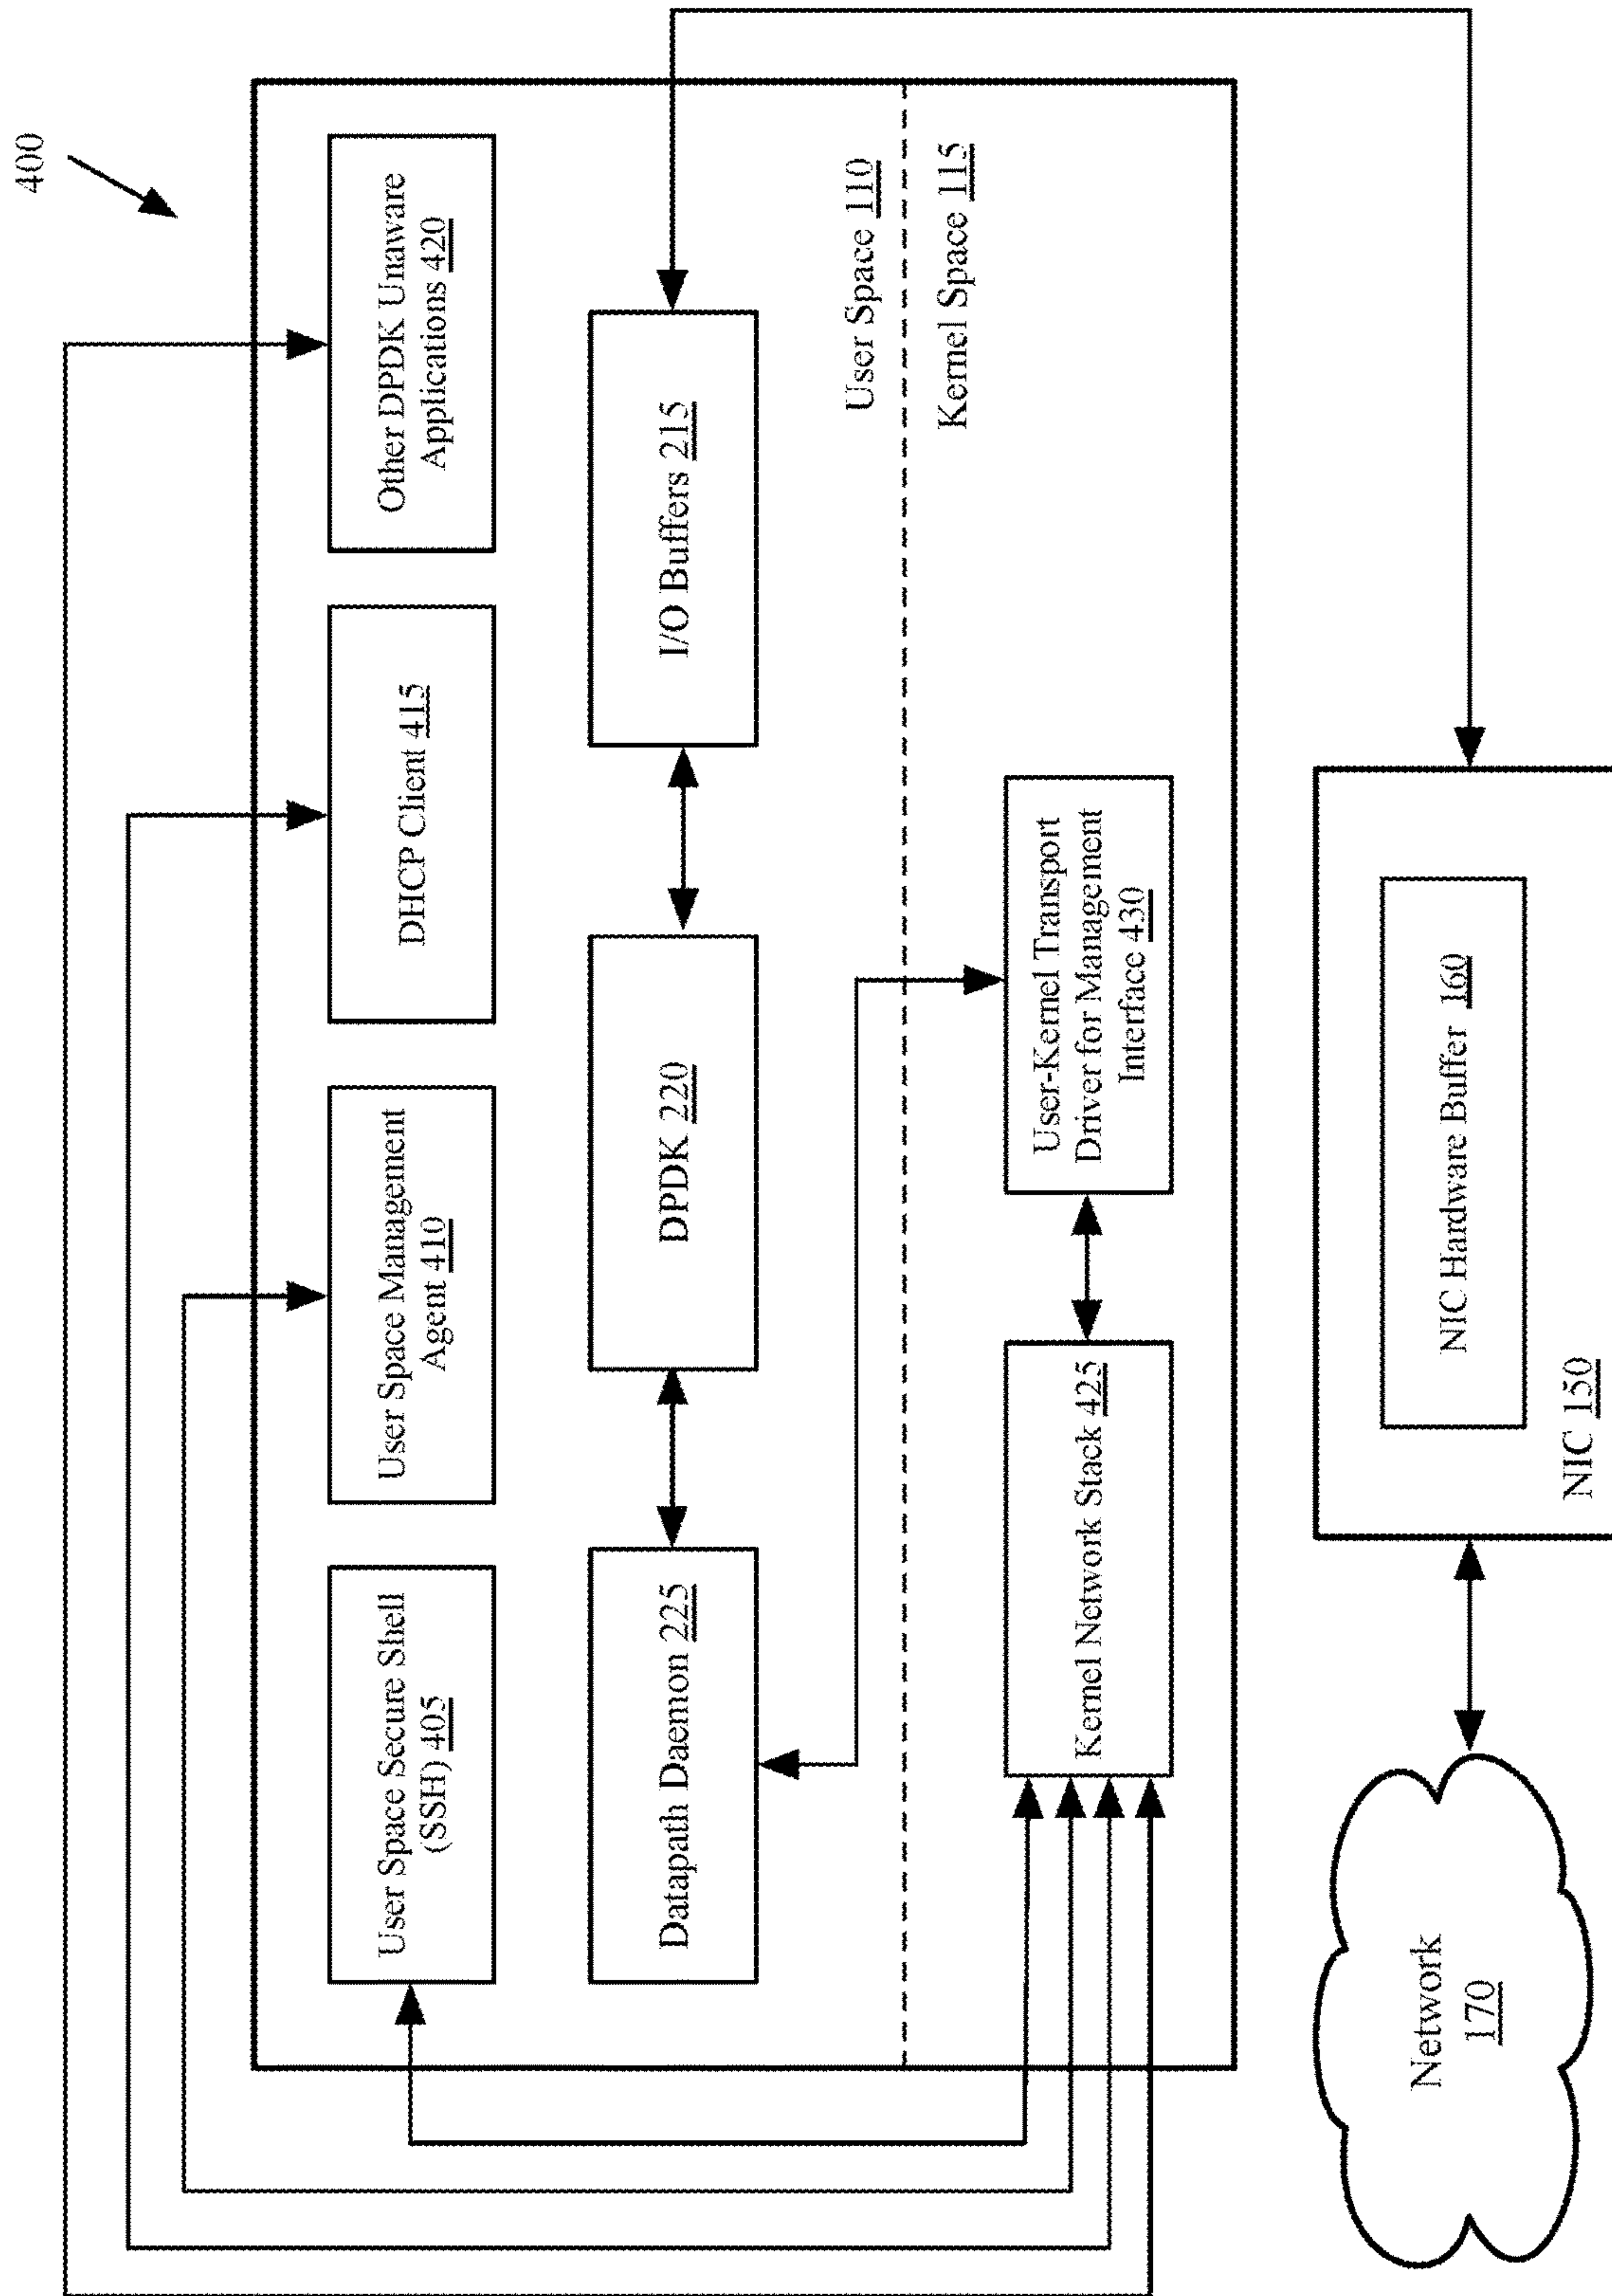 400
User Space Secure Shell
(SSH) 405
User Space Management
Agent 410
DHCP Client 415
Other DPDK Unaware
Applications 420
Datapath Daemon 225
DPDK 220
I/O Buffers 215
User Space 110
Kernel Space 115
Kernel Network Stack 425
User-Kernel Transport
Driver for Management
Interface 430
Network
170
NIC Hardware Buffer 160
NIC 150